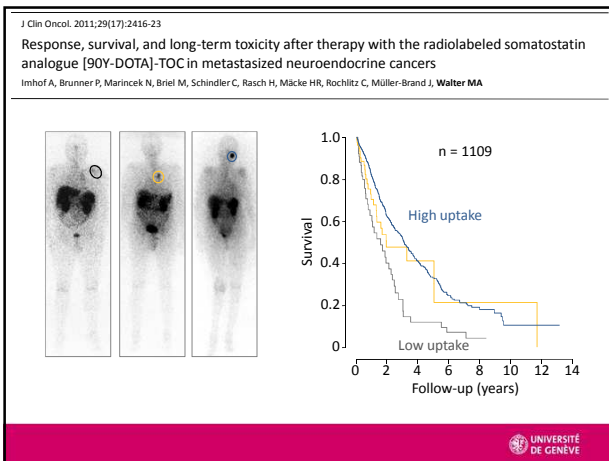 J Clin Oncol. 2011;29(17):2416-23
Response, survival, and long-term toxicity after therapy with the radiolabeled somatostatin
analogue [90Y-DOTA]-TOC in metastasized neuroendocrine cancers
Imhof A, Brunner P, Marincek N, Briel M, Schindler C, Rasch H, Mäcke HR, Rochlitz C, Müller-Brand J, Walter MA
1.0
n = 1109
0.8
High uptake
0.6
Survival
0.4
0.2
Low uptake
0
0 2 4 6 8 10 12 14
Follow-up (years)
UNIVERSITÉ
DE GENÈVE